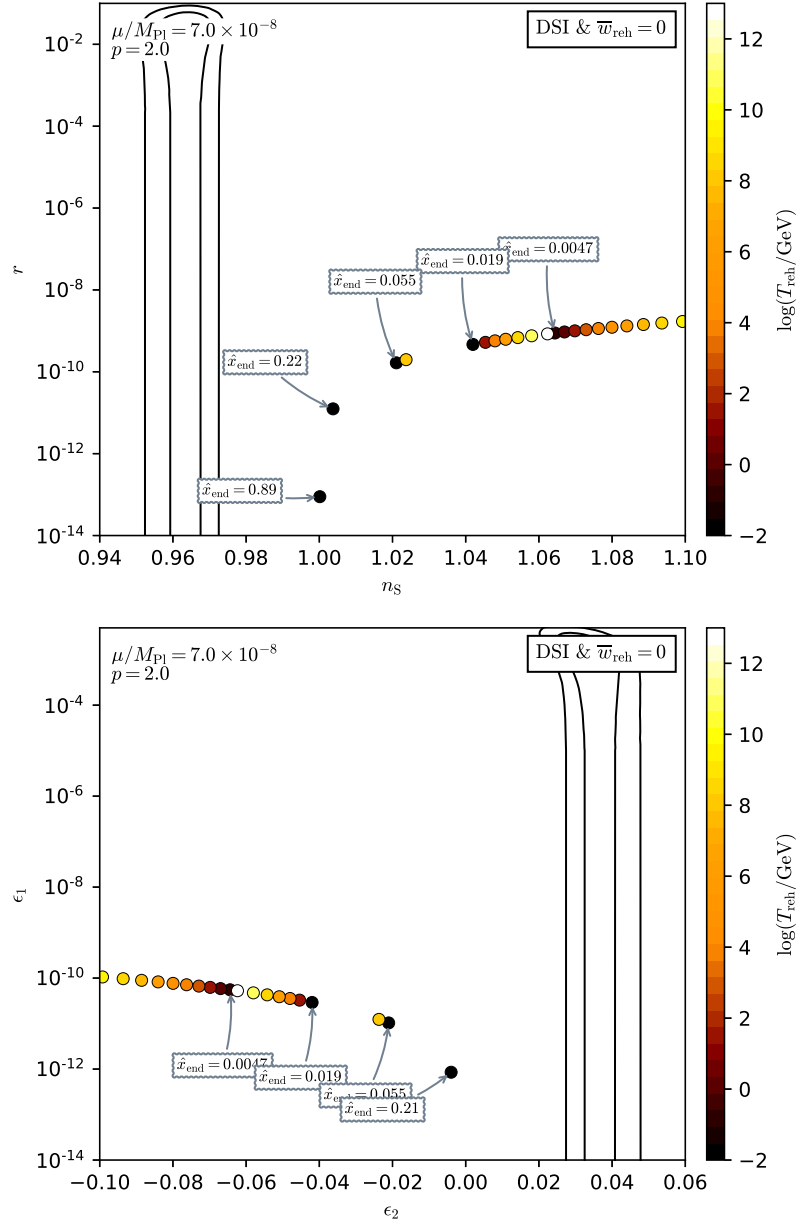 μ/M_Pl = 7.0 × 10^-8
p = 2.0
DSI & w̅_reh = 0
10^-2
10^-4
10^-6
10^-8
10^-10
10^-12
10^-14
r
x̂_end = 0.0047
x̂_end = 0.019
x̂_end = 0.055
x̂_end = 0.22
x̂_end = 0.89
0.94 0.96 0.98 1.00 1.02 1.04 1.06 1.08 1.10
n_S
12
10
8
6
4
2
0
−2
log(T_reh/GeV)
μ/M_Pl = 7.0 × 10^-8
p = 2.0
DSI & w̅_reh = 0
10^-4
10^-6
10^-8
10^-10
10^-12
10^-14
ϵ_1
x̂_end = 0.0047
x̂_end = 0.019
x̂_end = 0.055
x̂_end = 0.21
−0.10 −0.08 −0.06 −0.04 −0.02 0.00 0.02 0.04 0.06
ϵ_2
12
10
8
6
4
2
0
−2
log(T_reh/GeV)